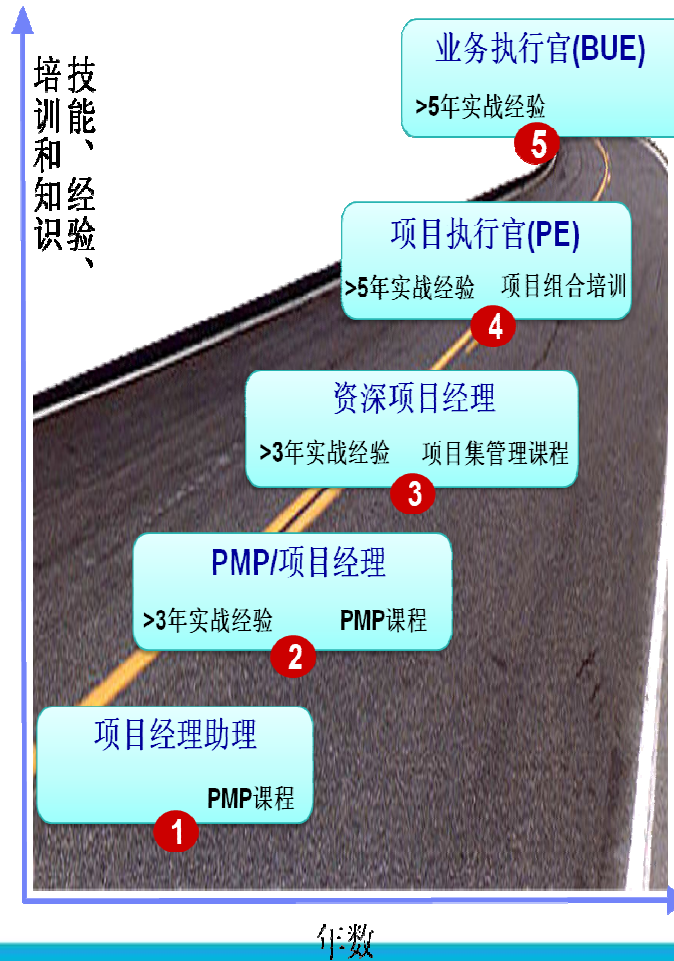 业务执行官(BUE)
>5年实战经验
5
技能、经验、
培训和知识
项目执行官(PE)
>5年实战经验 项目组合培训
4
资深项目经理
>3年实战经验 项目集管理课程
3
PMP/项目经理
>3年实战经验 PMP课程
2
项目经理助理
PMP课程
1
年数